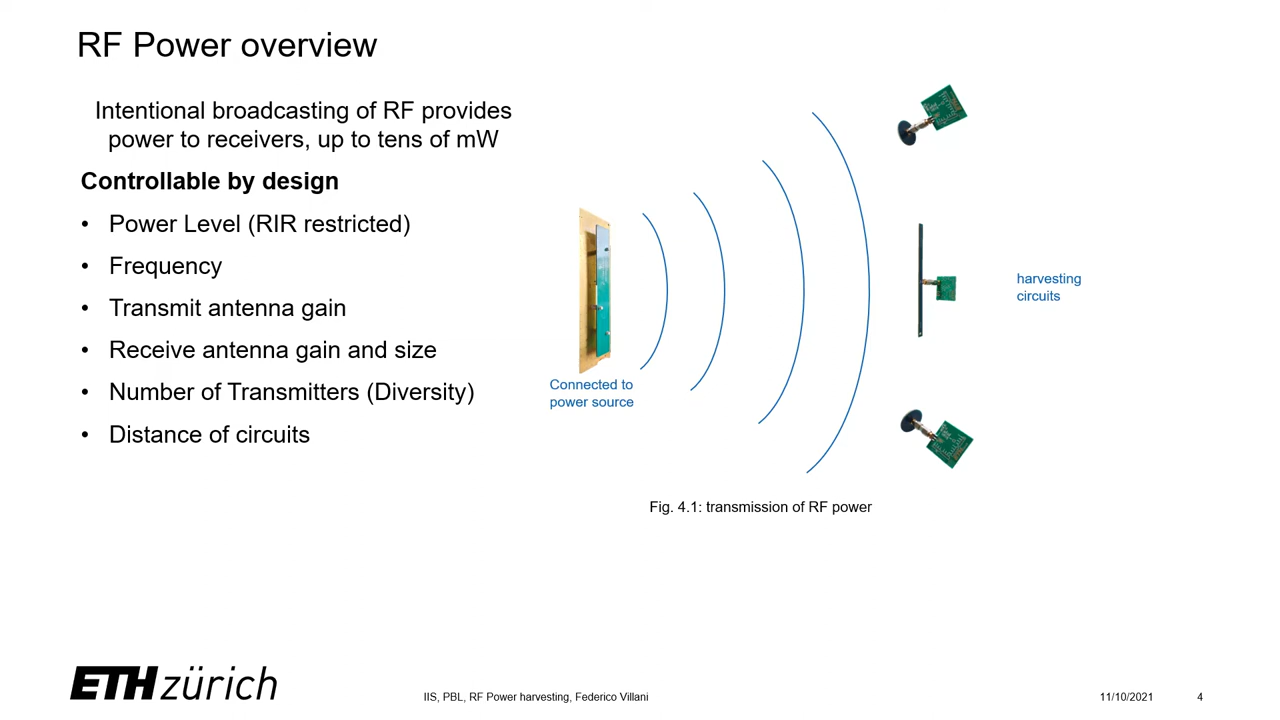 RF Power overview
Intentional broadcasting of RF provides
power to receivers, up to tens of mW
Controllable by design
• Power Level (RIR restricted)
• Frequency
• Transmit antenna gain
• Receive antenna gain and size
• Number of Transmitters (Diversity)
• Distance of circuits
Connected to
power source
harvesting
circuits
Fig. 4.1: transmission of RF power
ETH zürich
IIS, PBL, RF Power harvesting, Federico Villani
11/10/2021
4